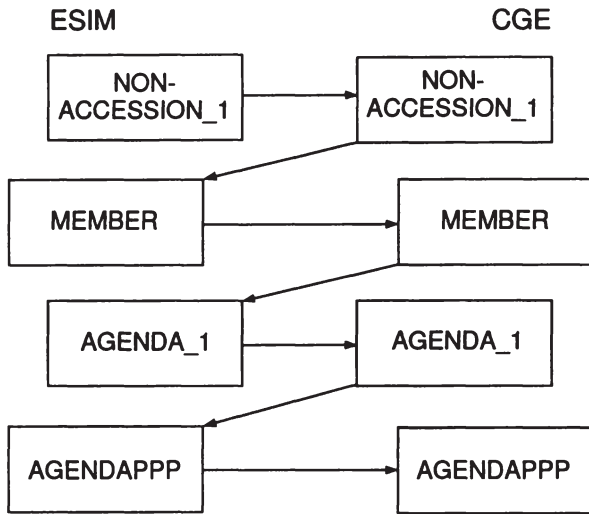 ESIM CGE
NON-
ACCESSION_1
NON-
ACCESSION_1
MEMBER MEMBER
AGENDA_1 AGENDA_1
AGENDAPPP AGENDAPPP